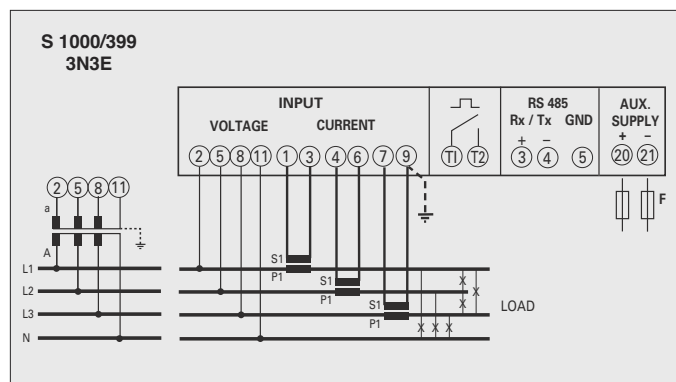 S 1000/399
3N3E
INPUT
VOLTAGE CURRENT
2 5 8 11 1 3 4 6 7 9
T1 T2
RS 485
Rx / Tx GND
+ −
3 4 5
AUX.
SUPPLY
+ −
20 21
F
2 5 8 11
a
A
L1
L2
L3
N
S1
P1
S1
P1
S1
P1
LOAD